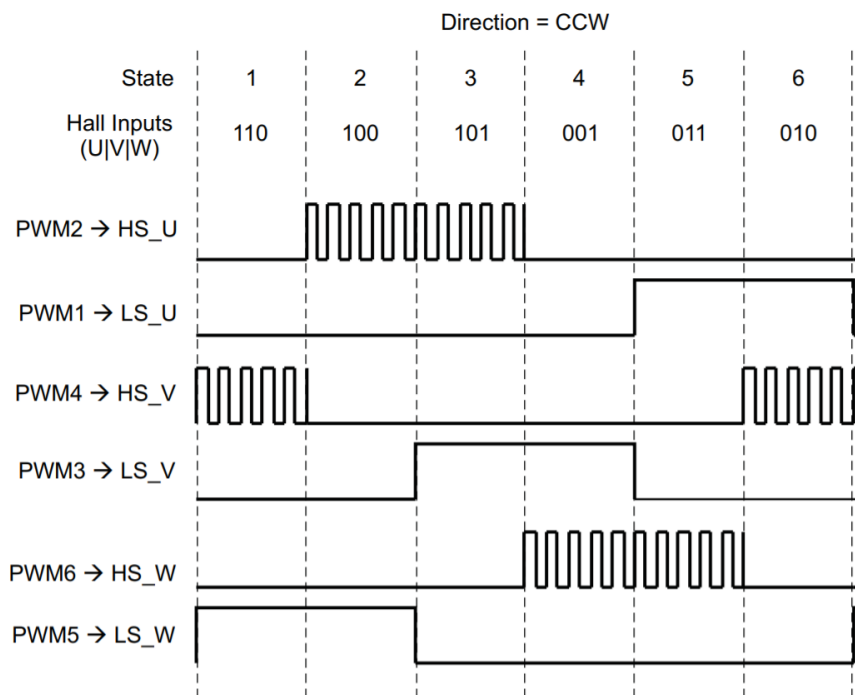 Direction = CCW
State 1 2 3 4 5 6
Hall Inputs
(U|V|W) 110 100 101 001 011 010
PWM2 → HS_U
PWM1 → LS_U
PWM4 → HS_V
PWM3 → LS_V
PWM6 → HS_W
PWM5 → LS_W